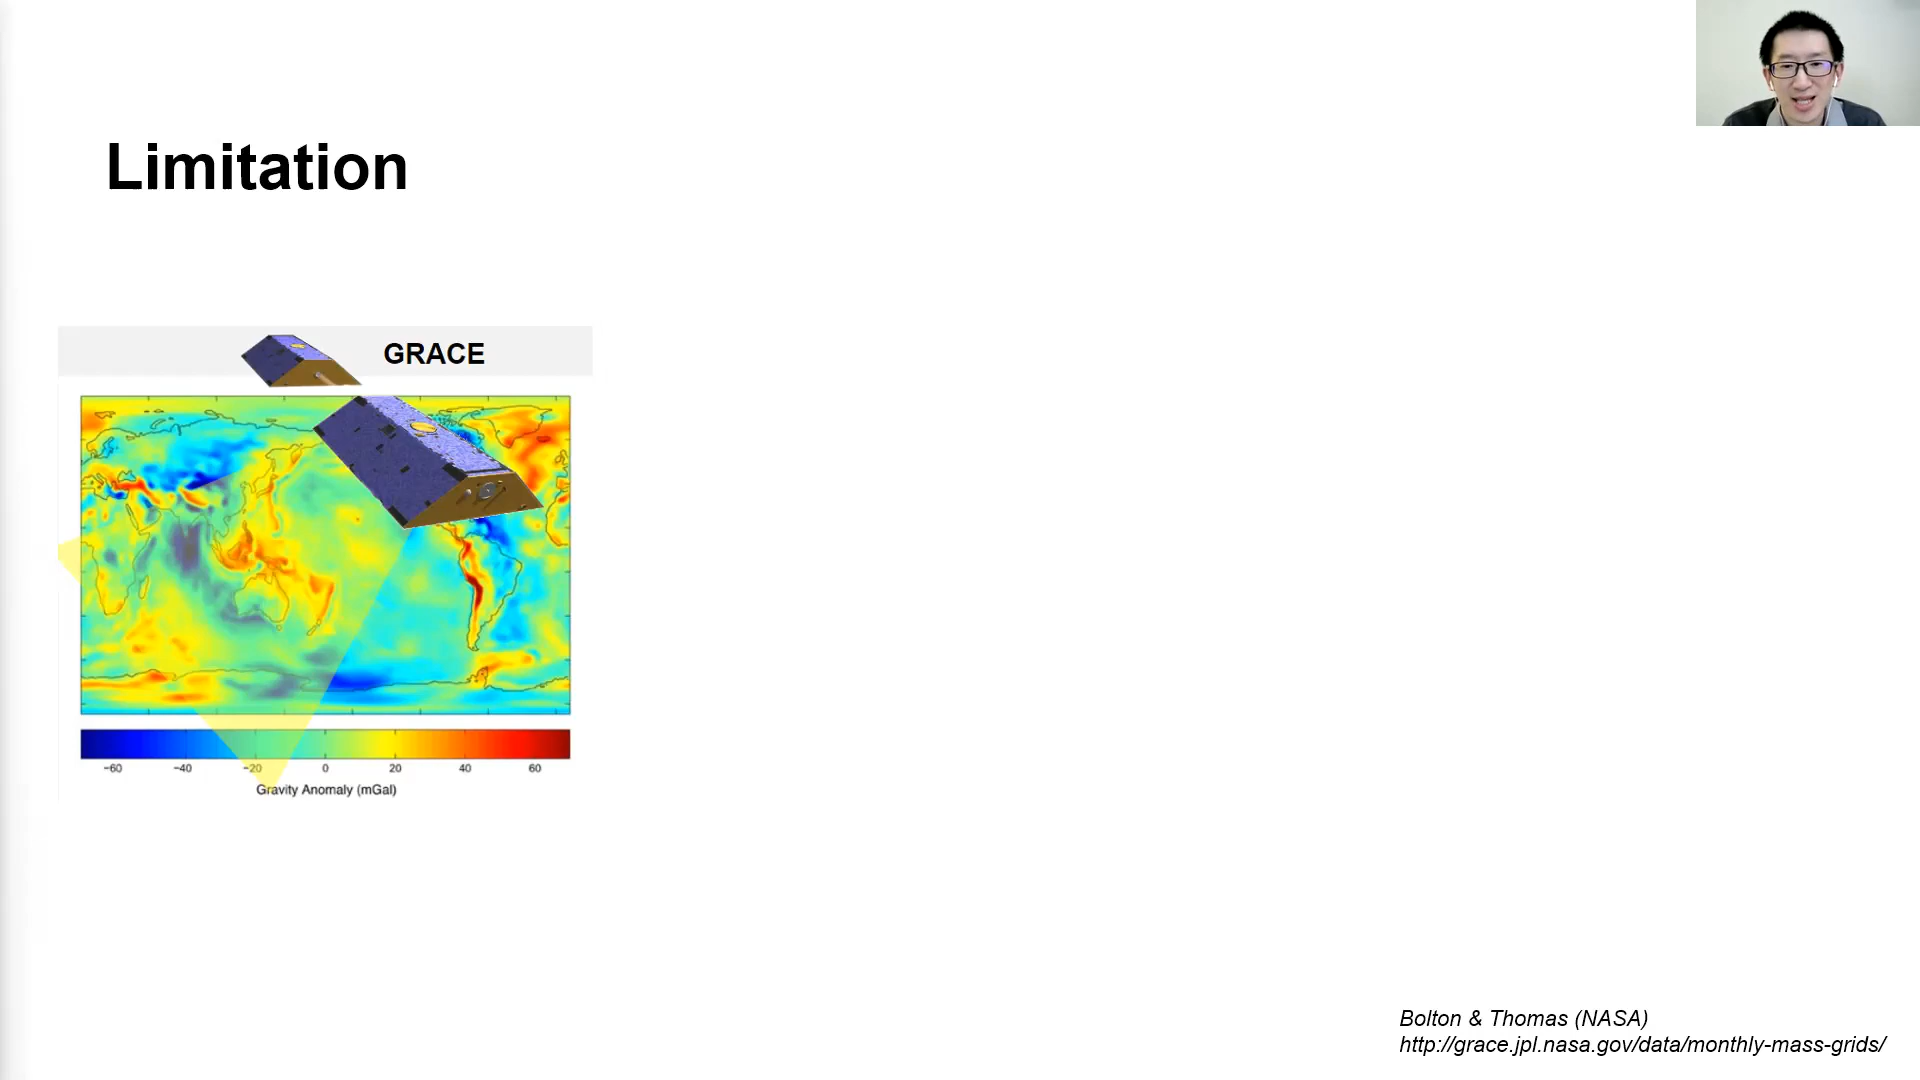 Limitation
GRACE
−60 −40 −20 0 20 40 60
Gravity Anomaly (mGal)
Bolton & Thomas (NASA)
http://grace.jpl.nasa.gov/data/monthly-mass-grids/